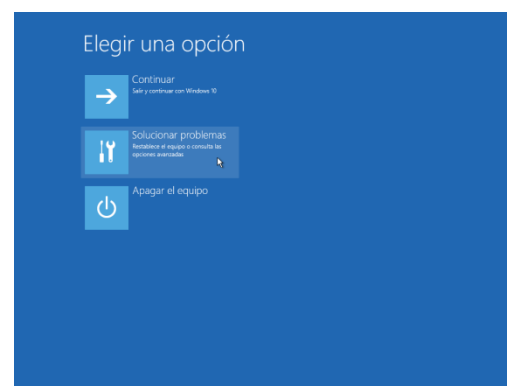 Elegir una opción
Continuar
Salir y continuar con Windows 10
Solucionar problemas
Restablece el equipo o consulta las
opciones avanzadas
Apagar el equipo